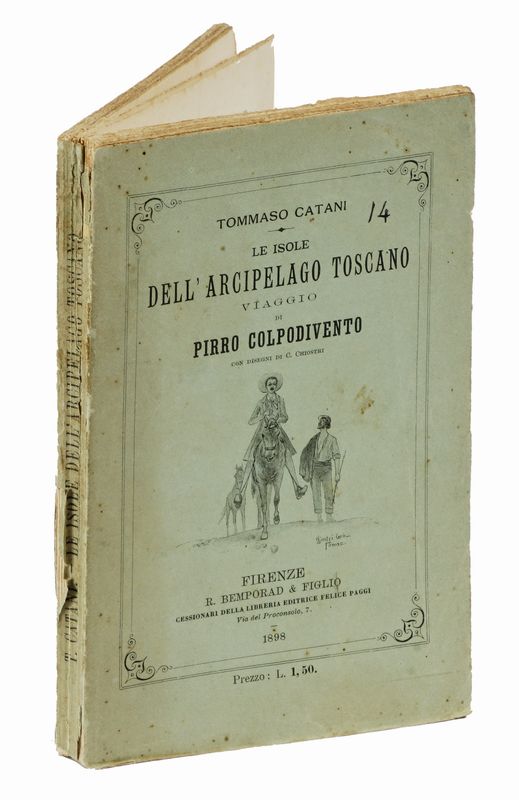 TOMMASO CATANI
14
LE ISOLE
DELL'ARCIPELAGO TOSCANO
VIAGGIO
DI
PIRRO COLPODIVENTO
CON DISEGNI DI C. CHIOSTRI
FIRENZE
R. BEMPORAD & FIGLIO
CESSIONARI DELLA LIBRERIA EDITRICE FELICE PAGGI
Via del Proconsolo, 7.
1898
Prezzo: L. 1,50.
T. CATANI - LE ISOLE DELL'ARCIPELAGO TOSCANO